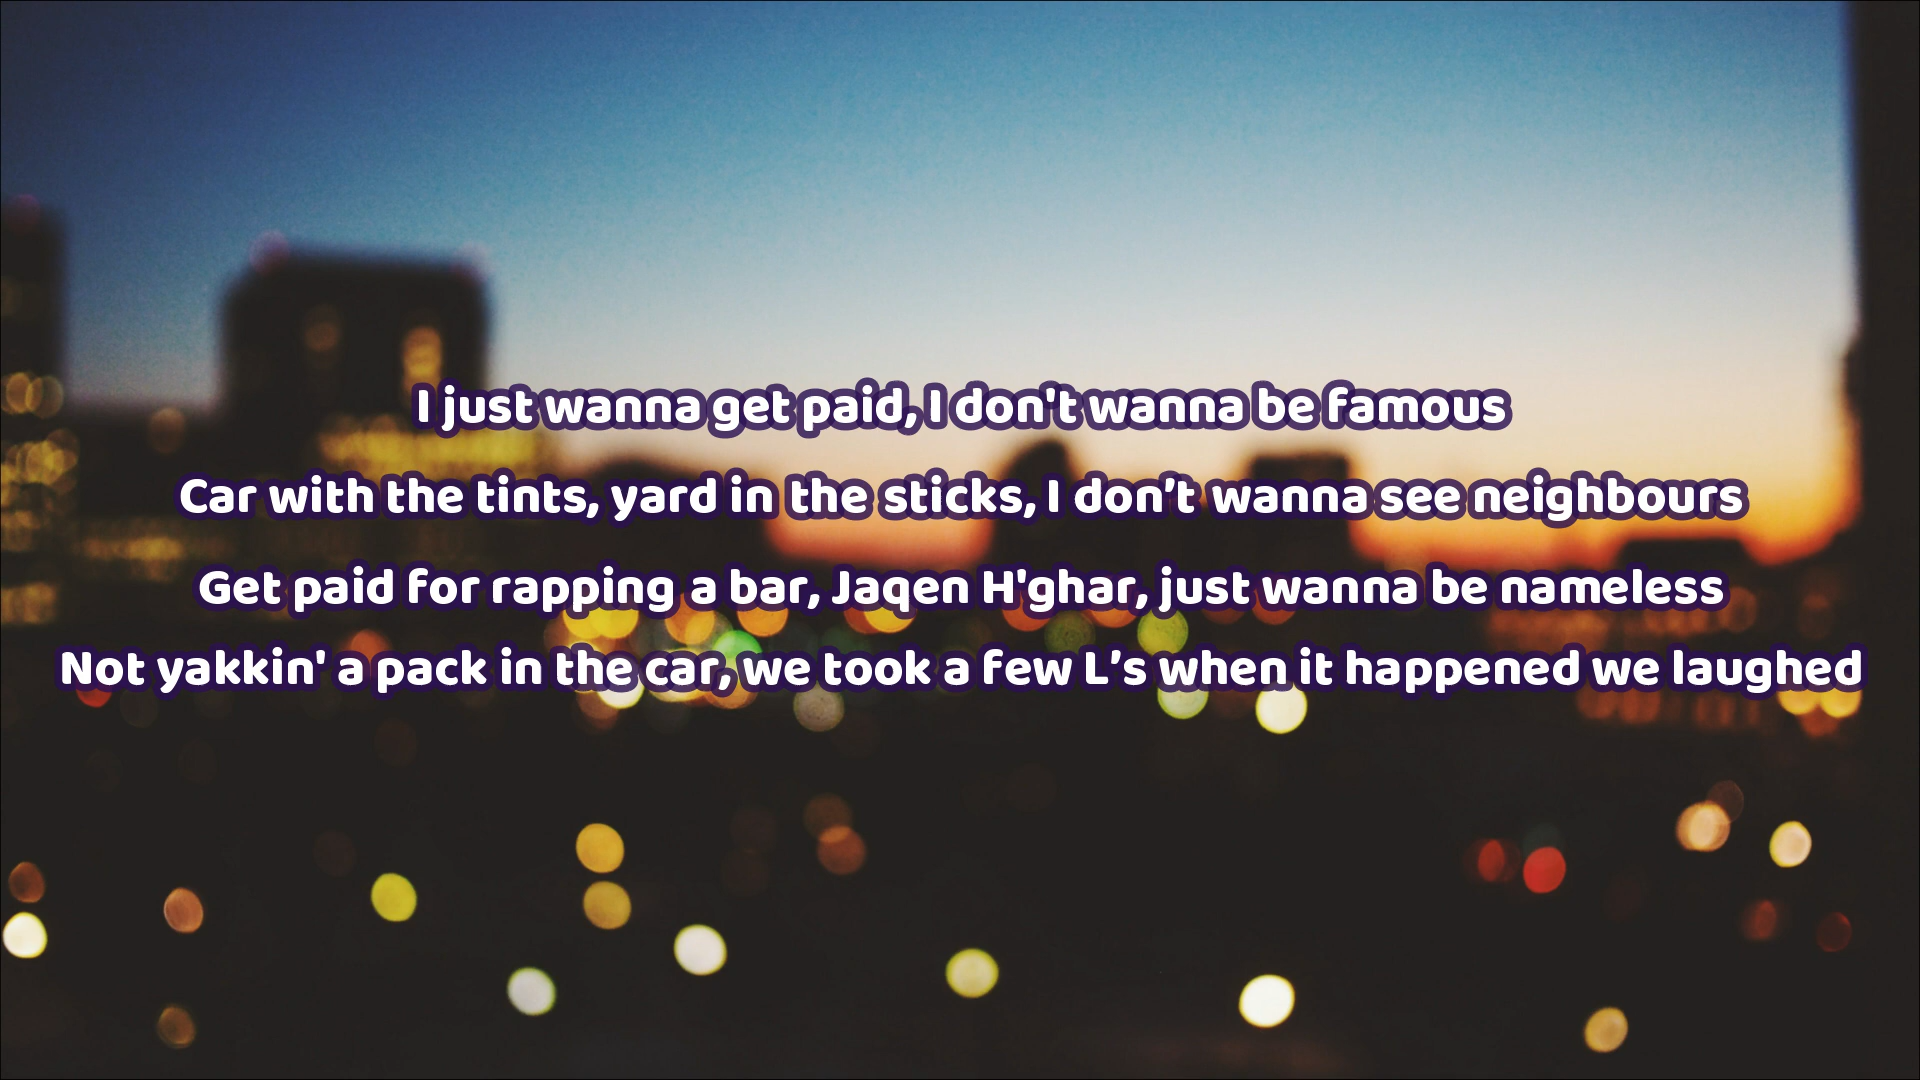 I just wanna get paid, I don't wanna be famous
Car with the tints, yard in the sticks, I don’t wanna see neighbours
Get paid for rapping a bar, Jaqen H'ghar, just wanna be nameless
Not yakkin' a pack in the car, we took a few L’s when it happened we laughed